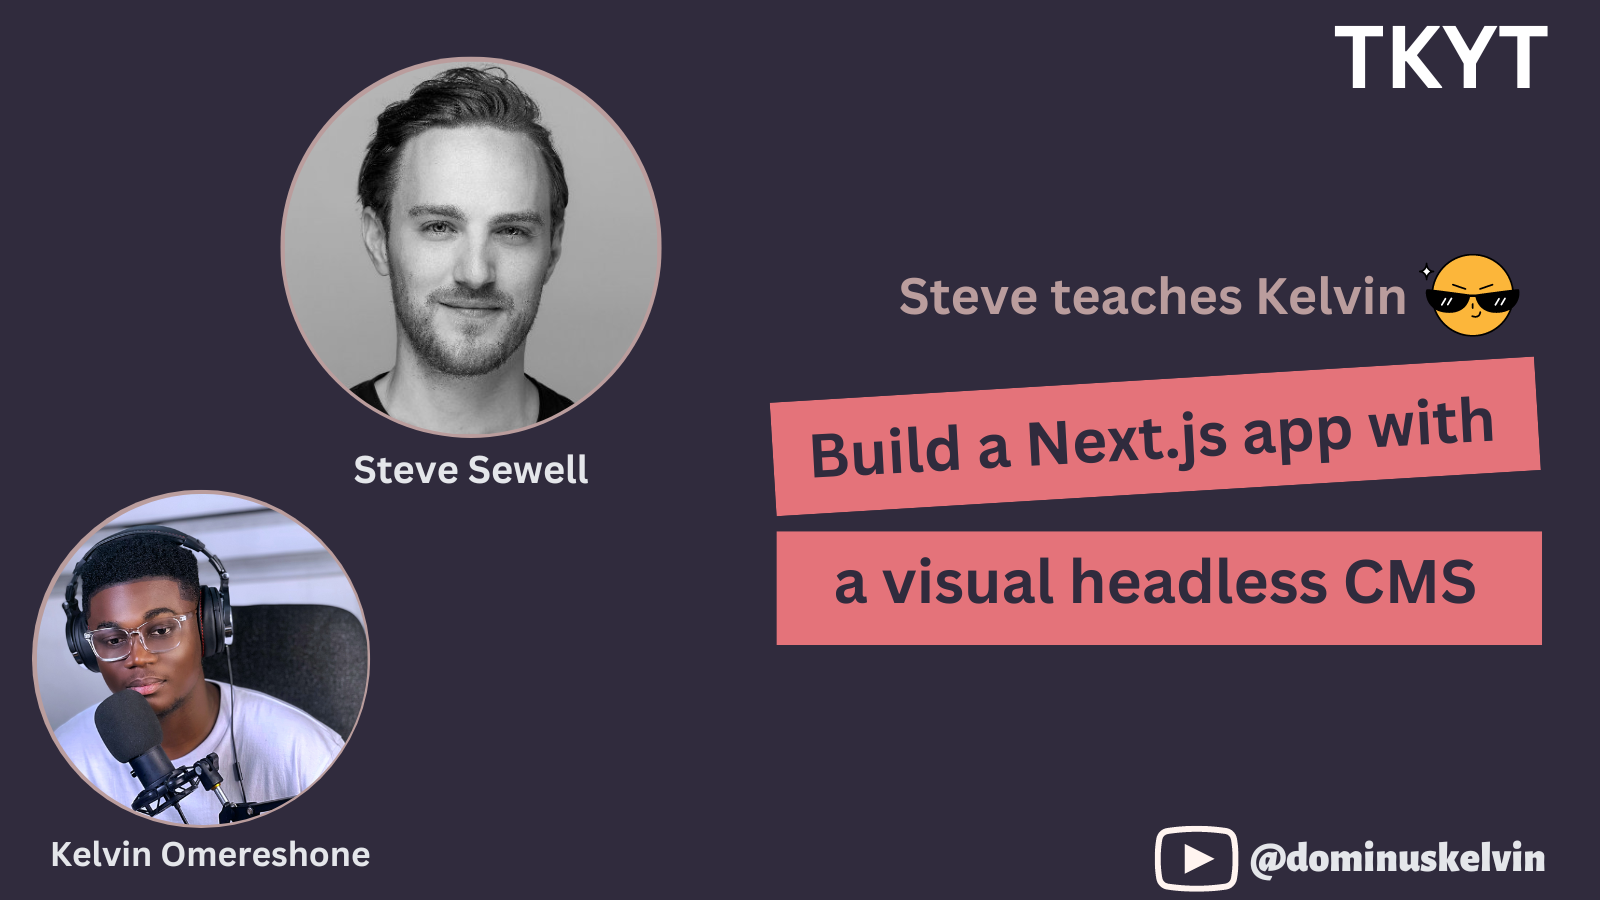 TKYT
Steve Sewell
Kelvin Omereshone
Steve teaches Kelvin
Build a Next.js app with
a visual headless CMS
@dominuskelvin